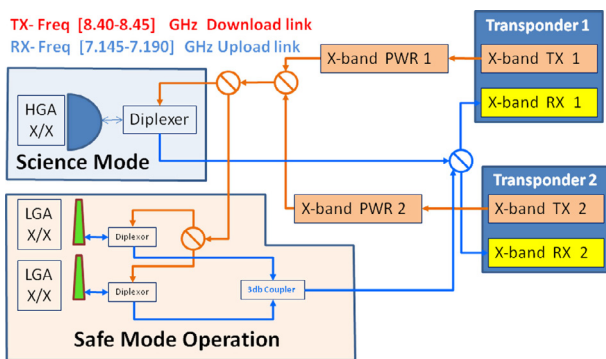 TX- Freq [8.40-8.45] GHz Download link
RX- Freq [7.145-7.190] GHz Upload link
HGA
X/X
Diplexer
Science Mode
X-band PWR 1
Transponder 1
X-band TX 1
X-band RX 1
X-band PWR 2
Transponder 2
X-band TX 2
X-band RX 2
LGA
X/X
Diplexor
LGA
X/X
Diplexor
3db Coupler
Safe Mode Operation